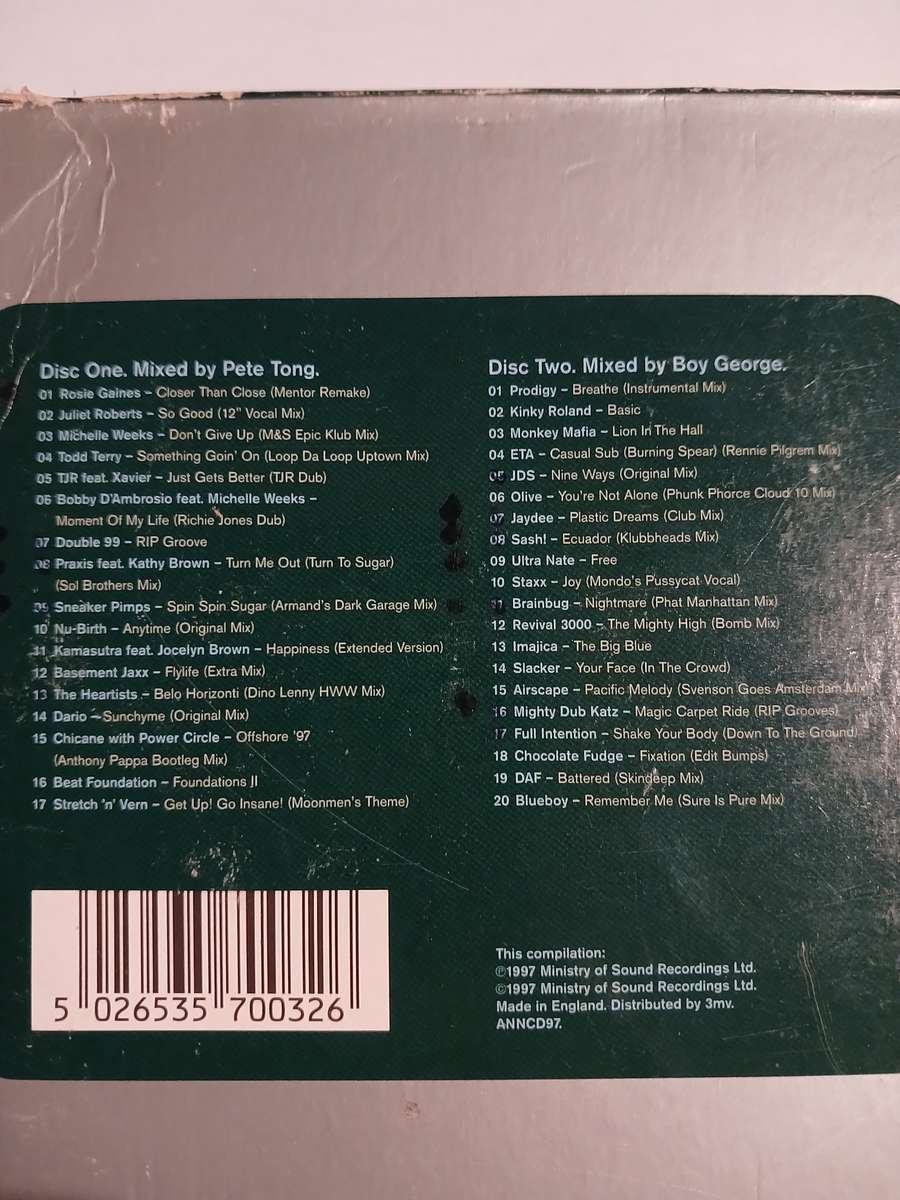 Disc One. Mixed by Pete Tong.
01 Rosie Gaines – Closer Than Close (Mentor Remake)
02 Juliet Roberts – So Good (12" Vocal Mix)
03 Michelle Weeks – Don't Give Up (M&S Epic Klub Mix)
04 Todd Terry – Something Goin' On (Loop Da Loop Uptown Mix)
05 TJR feat. Xavier – Just Gets Better (TJR Dub)
06 Bobby D'Ambrosio feat. Michelle Weeks –
Moment Of My Life (Richie Jones Dub)
07 Double 99 – RIP Groove
08 Praxis feat. Kathy Brown – Turn Me Out (Turn To Sugar)
(Sol Brothers Mix)
09 Sneaker Pimps – Spin Spin Sugar (Armand's Dark Garage Mix)
10 Nu-Birth – Anytime (Original Mix)
11 Kamasutra feat. Jocelyn Brown – Happiness (Extended Version)
12 Basement Jaxx – Flylife (Extra Mix)
13 The Heartists – Belo Horizonti (Dino Lenny HWW Mix)
14 Dario – Sunchyme (Original Mix)
15 Chicane with Power Circle – Offshore '97
(Anthony Pappa Bootleg Mix)
16 Beat Foundation – Foundations II
17 Stretch 'n' Vern – Get Up! Go Insane! (Moonmen's Theme)
Disc Two. Mixed by Boy George.
01 Prodigy – Breathe (Instrumental Mix)
02 Kinky Roland – Basic
03 Monkey Mafia – Lion In The Hall
04 ETA – Casual Sub (Burning Spear) (Rennie Pilgrem Mix)
05 JDS – Nine Ways (Original Mix)
06 Olive – You're Not Alone (Phunk Phorce Cloud 10 Mix)
07 Jaydee – Plastic Dreams (Club Mix)
08 Sash! – Ecuador (Klubbheads Mix)
09 Ultra Nate – Free
10 Staxx – Joy (Mondo's Pussycat Vocal)
11 Brainbug – Nightmare (Phat Manhattan Mix)
12 Revival 3000 – The Mighty High (Bomb Mix)
13 Imajica – The Big Blue
14 Slacker – Your Face (In The Crowd)
15 Airscape – Pacific Melody (Svenson Goes Amsterdam Mix)
16 Mighty Dub Katz – Magic Carpet Ride (RIP Grooves)
17 Full Intention – Shake Your Body (Down To The Ground)
18 Chocolate Fudge – Fixation (Edit Bumps)
19 DAF – Battered (Skindeep Mix)
20 Blueboy – Remember Me (Sure Is Pure Mix)
5 026535 700326
This compilation:
℗1997 Ministry of Sound Recordings Ltd.
©1997 Ministry of Sound Recordings Ltd.
Made in England. Distributed by 3mv.
ANNCD97.